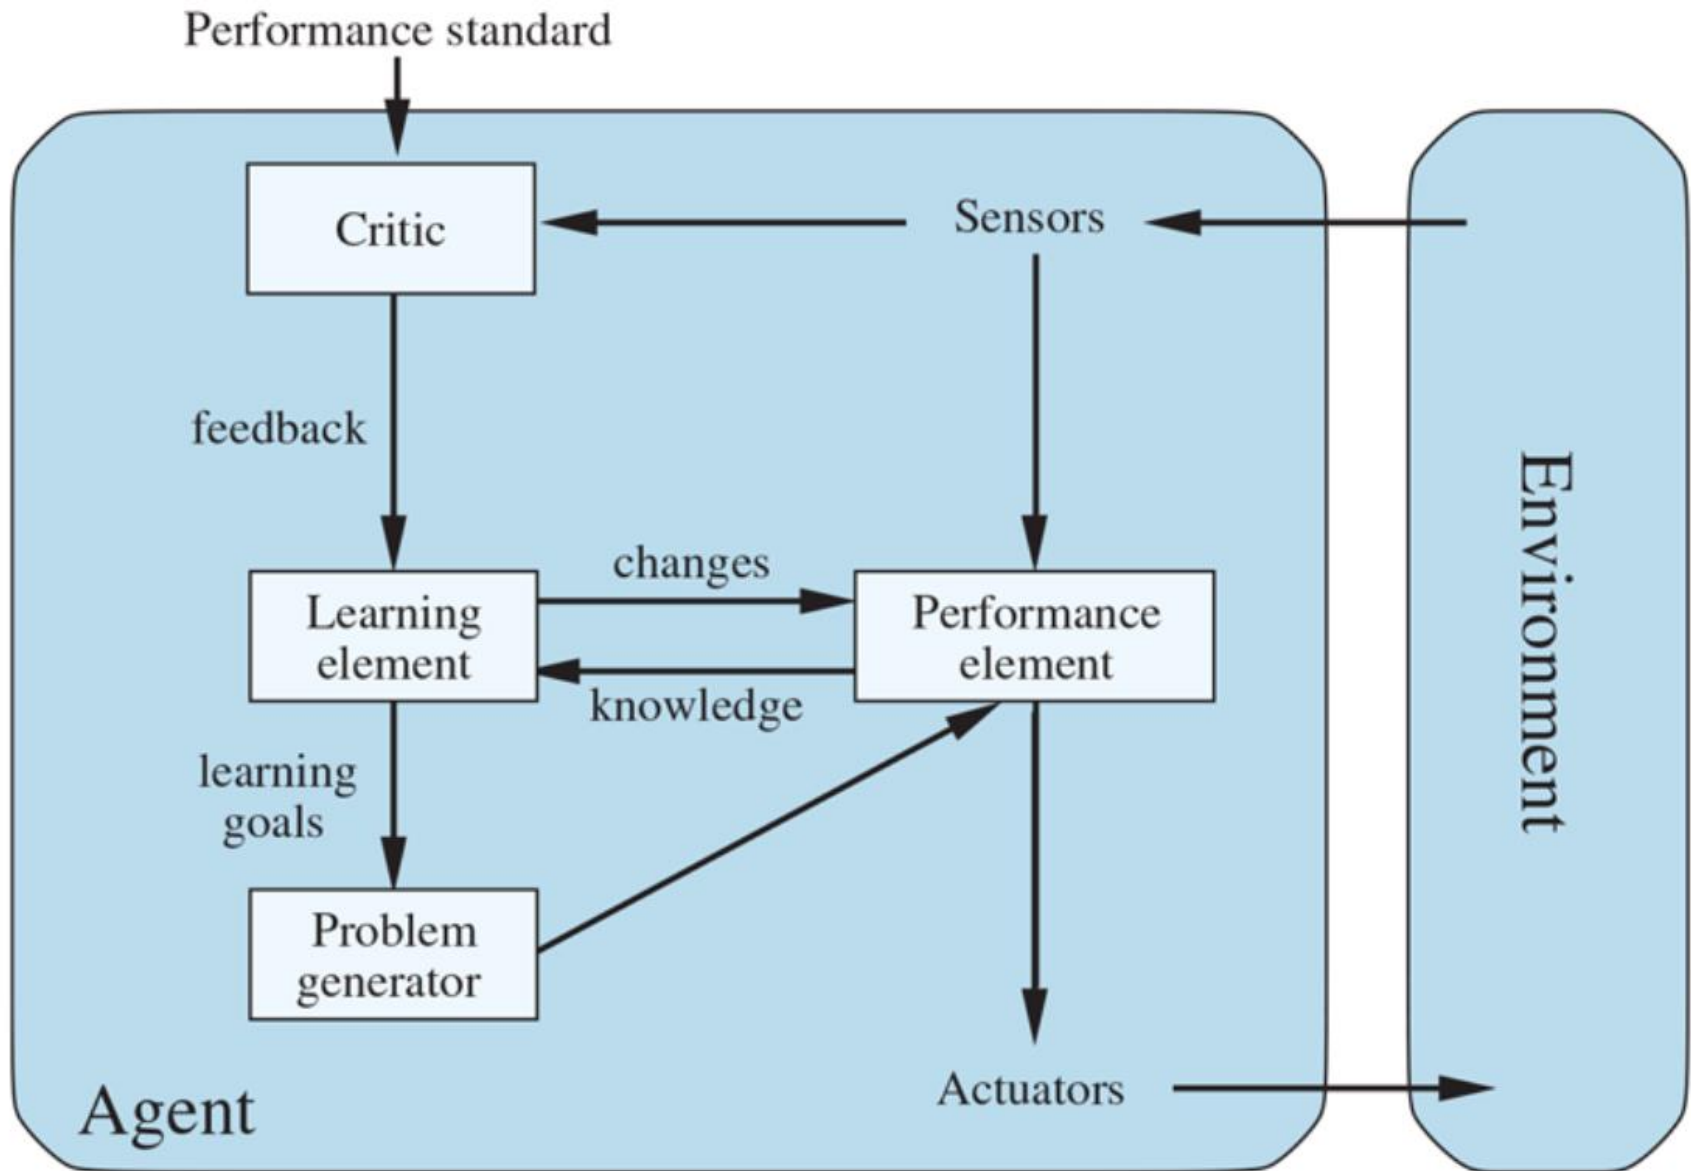 Performance standard
Critic
Sensors
feedback
changes
Learning
element
Performance
element
knowledge
learning
goals
Problem
generator
Agent
Actuators
Environment